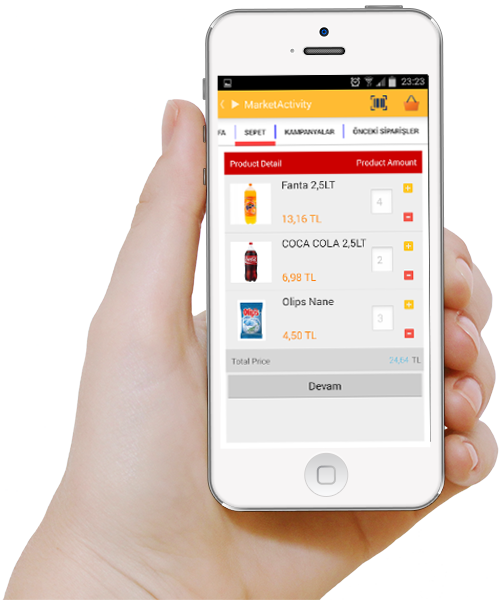 23:23
MarketActivity
FA SEPET KAMPANYALAR ÖNCEKİ SİPARİŞLER
Product Detail Product Amount
Fanta 2,5LT
4
13,16 TL
COCA COLA 2,5LT
2
6,98 TL
Olips Nane
3
4,50 TL
Total Price 24,64 TL
Devam